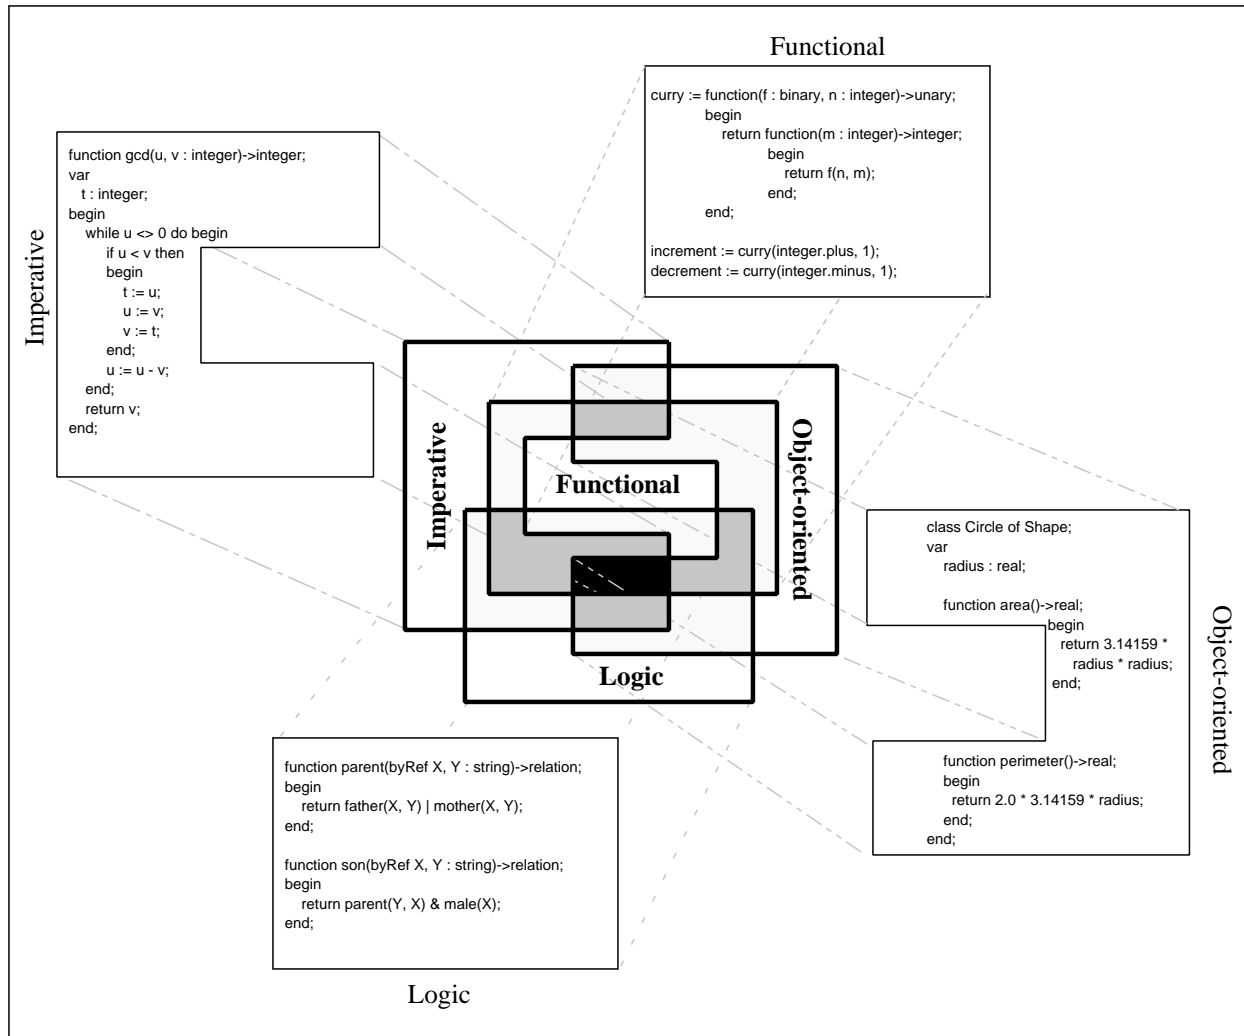 Functional
curry := function(f : binary, n : integer)->unary;
begin
return function(m : integer)->integer;
begin
return f(n, m);
end;
end;
increment := curry(integer.plus, 1);
decrement := curry(integer.minus, 1);
Imperative
function gcd(u, v : integer)->integer;
var
t : integer;
begin
while u <> 0 do begin
if u < v then
begin
t := u;
u := v;
v := t;
end;
u := u - v;
end;
return v;
end;
Imperative
Functional
Object-oriented
Logic
class Circle of Shape;
var
radius : real;
function area()->real;
begin
return 3.14159 *
radius * radius;
end;
function perimeter()->real;
begin
return 2.0 * 3.14159 * radius;
end;
end;
Object-oriented
function parent(byRef X, Y : string)->relation;
begin
return father(X, Y) | mother(X, Y);
end;
function son(byRef X, Y : string)->relation;
begin
return parent(Y, X) & male(X);
end;
Logic